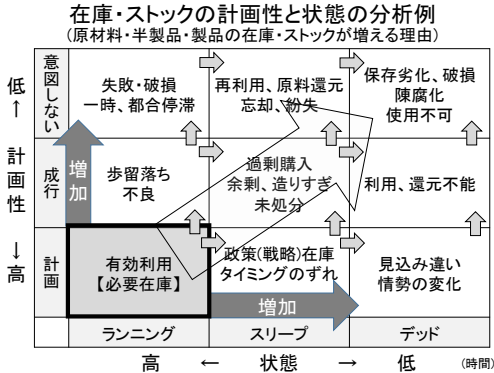 在庫・ストックの計画性と状態の分析例
(原材料・半製品・製品の在庫・ストックが増える理由)
低
↑
計画性
↓
高
意図しない
失敗・破損
一時、都合停滞
再利用、原料還元
忘却、紛失
保存劣化、破損
陳腐化
使用不可
成行
増加
歩留落ち
不良
過剰購入
余剰、造りすぎ
未処分
利用、還元不能
計画
有効利用
【必要在庫】
政策(戦略)在庫
タイミングのずれ
増加
見込み違い
情勢の変化
ランニング
スリープ
デッド
高 ← 状態 → 低 (時間)